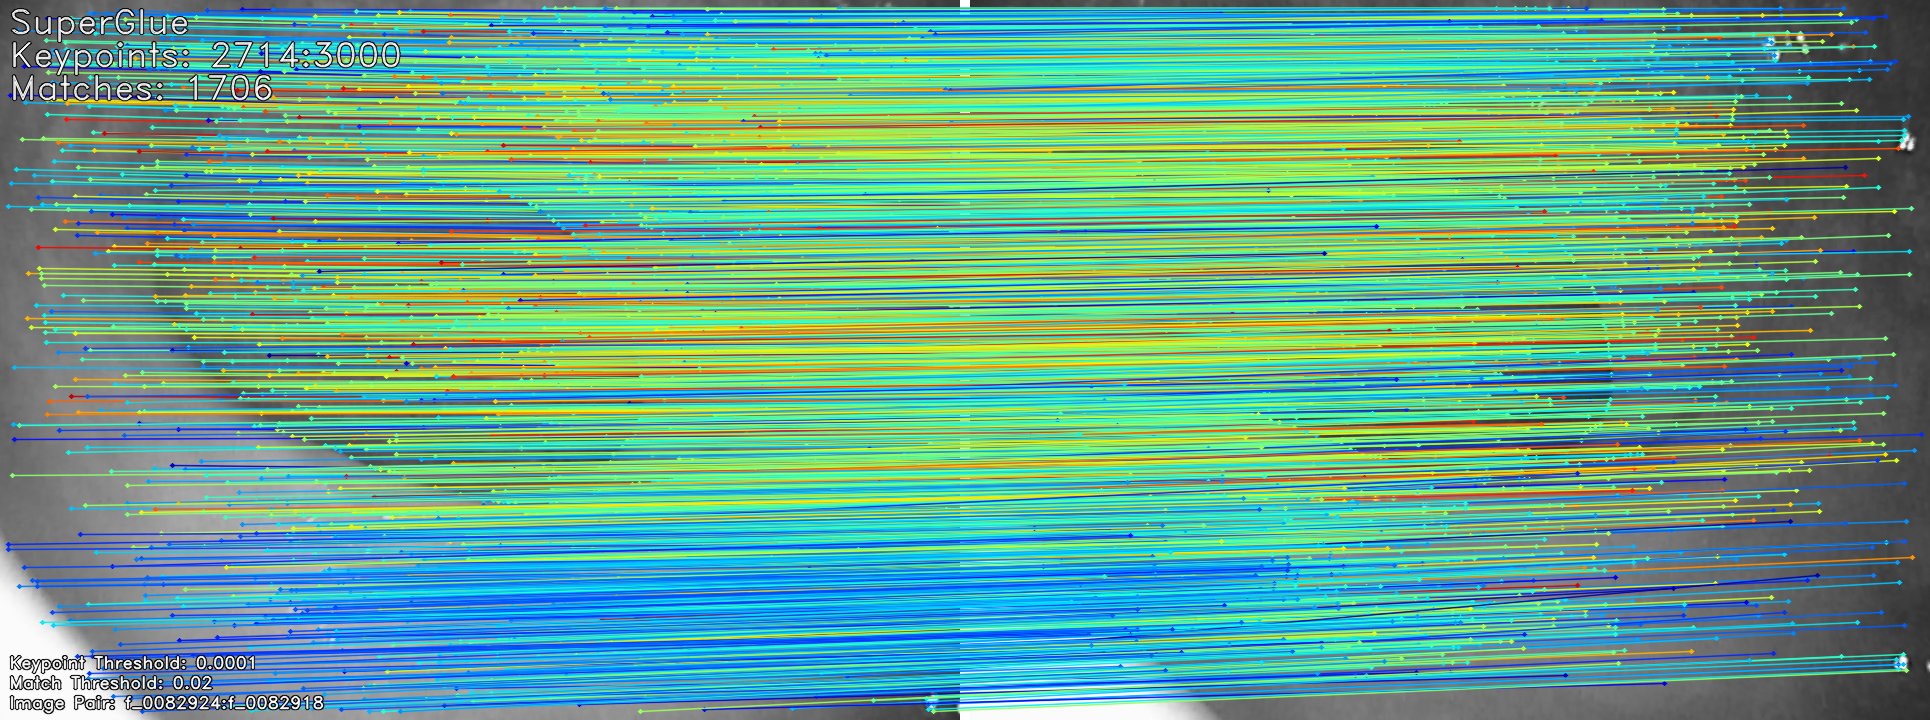 SuperGlue
Keypoints: 2714:3000
Matches: 1706
Keypoint Threshold: 0.0001
Match Threshold: 0.02
Image Pair: f_0082924:f_0082918